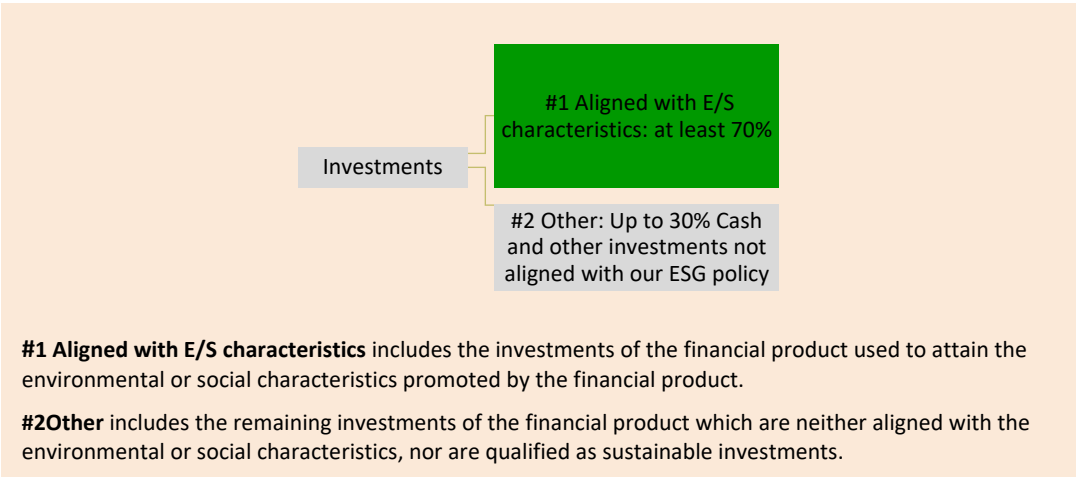 #1 Aligned with E/S
characteristics: at least 70%
Investments
#2 Other: Up to 30% Cash
and other investments not
aligned with our ESG policy
#1 Aligned with E/S characteristics includes the investments of the financial product used to attain the
environmental or social characteristics promoted by the financial product.
#2Other includes the remaining investments of the financial product which are neither aligned with the
environmental or social characteristics, nor are qualified as sustainable investments.